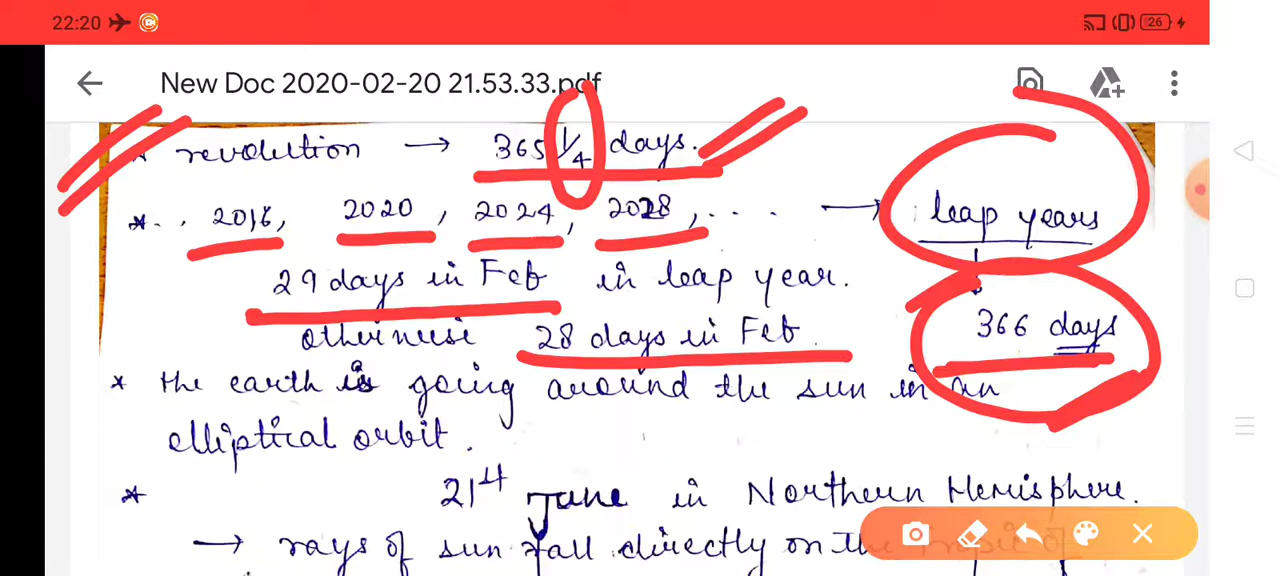 22:20
26
New Doc 2020-02-20 21.53.33.pdf
* revolution → 365 1/4 days.
*.. 2016, 2020, 2024, 2028, .... → leap years
29 days in Feb in leap year. ↓
otherwise 28 days in Feb. 366 days
* the earth is going around the sun in an
elliptical orbit.
* 21st June in Northern Hemisphere.
→ rays of sun fall directly on the Tropic of